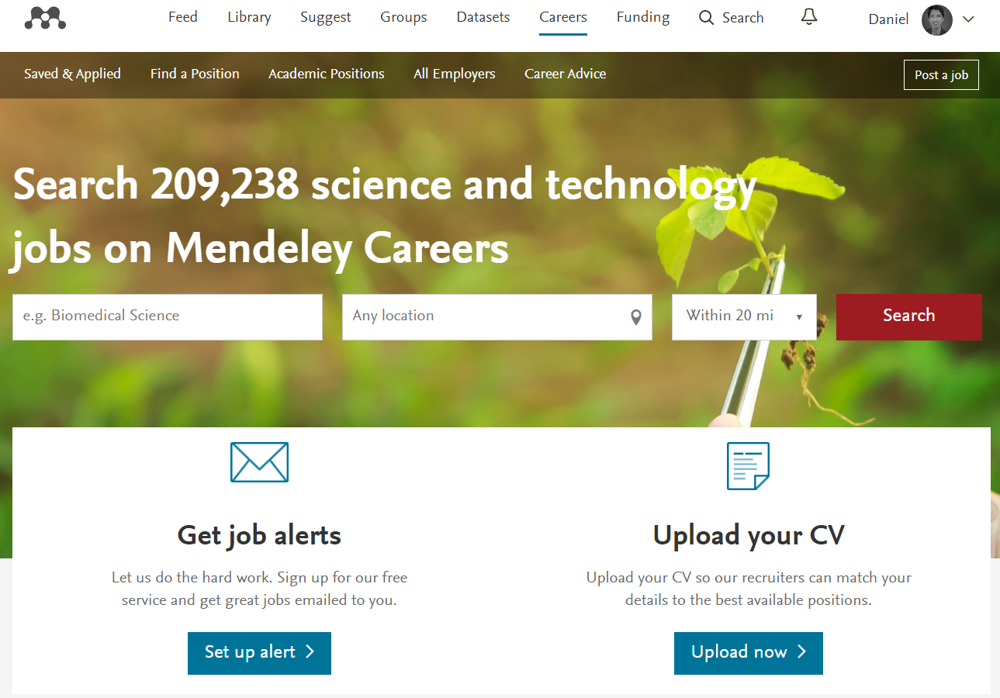 Feed Library Suggest Groups Datasets Careers Funding Search Daniel
Saved & Applied Find a Position Academic Positions All Employers Career Advice Post a job
Search 209,238 science and technology
jobs on Mendeley Careers
e.g. Biomedical Science Any location Within 20 mi Search
Get job alerts
Let us do the hard work. Sign up for our free
service and get great jobs emailed to you.
Set up alert
Upload your CV
Upload your CV so our recruiters can match your
details to the best available positions.
Upload now